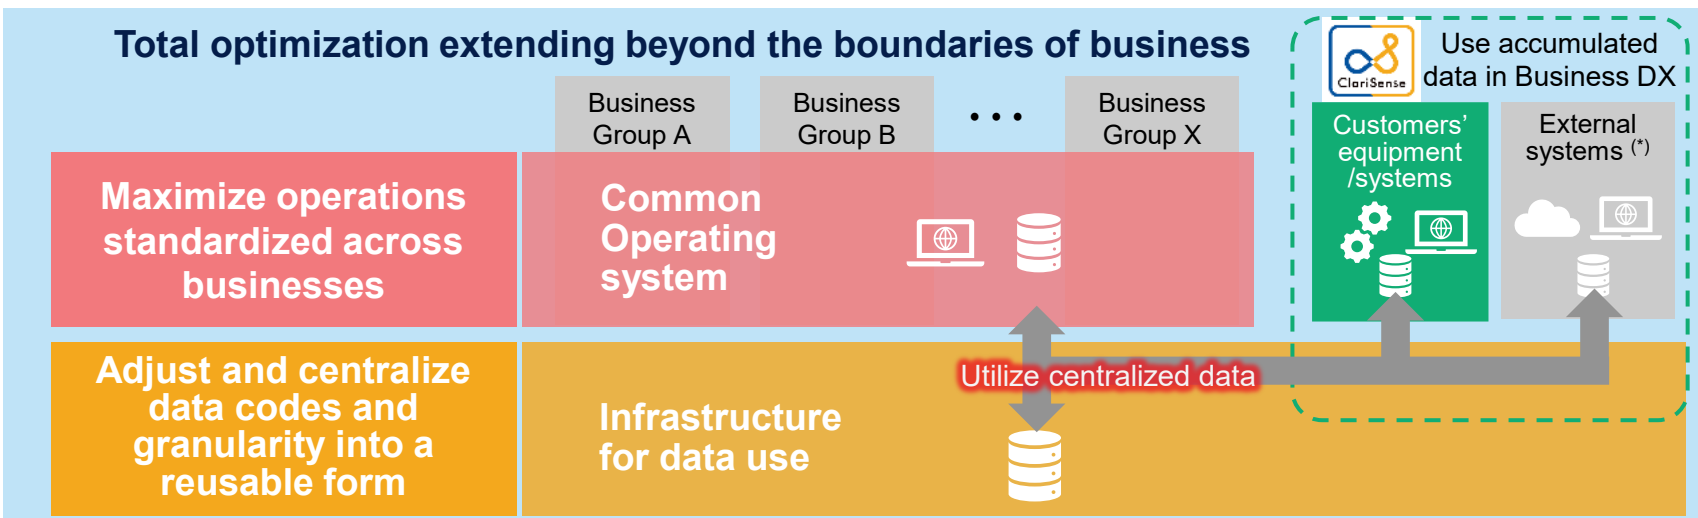 Total optimization extending beyond the boundaries of business
ClariSense
Use accumulated
data in Business DX
Business
Group A
Business
Group B
...
Business
Group X
Customers’
equipment
/systems
External
systems (*)
Maximize operations
standardized across
businesses
Common
Operating
system
Adjust and centralize
data codes and
granularity into a
reusable form
Utilize centralized data
Infrastructure
for data use